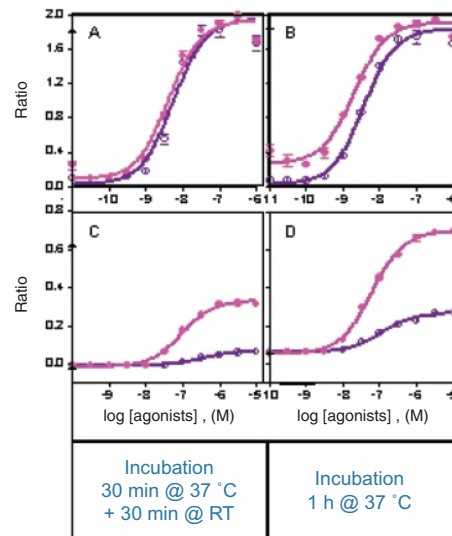 A
B
Ratio
2.0
1.6
1.2
0.8
0.4
0.0
-10 -9 -8 -7 -6
-11 -10 -9 -8 -7 -6
C
D
Ratio
0.8
0.6
0.4
0.2
0.0
-9 -8 -7 -6 -5
-10 -9 -8 -7 -6 -5
log [agonists] , (M)
log [agonists] , (M)
Incubation
30 min @ 37 ˚C
+ 30 min @ RT
Incubation
1 h @ 37 ˚C